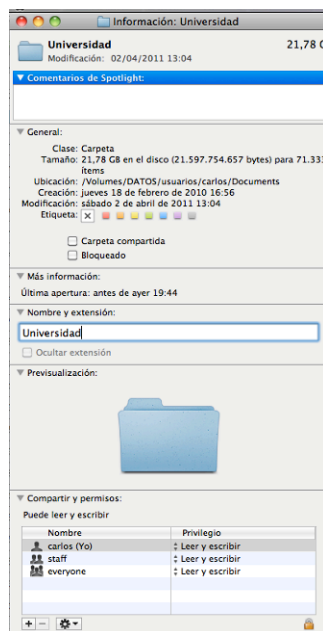 Información: Universidad
Universidad 21,78
Modificación: 02/04/2011 13:04
Comentarios de Spotlight:
General:
Clase: Carpeta
Tamaño: 21,78 GB en el disco (21.597.754.657 bytes) para 71.333
ítems
Ubicación: /Volumes/DATOS/usuarios/carlos/Documents
Creación: jueves 18 de febrero de 2010 16:56
Modificación: sábado 2 de abril de 2011 13:04
Etiqueta:
Carpeta compartida
Bloqueado
Más información:
Última apertura: antes de ayer 19:44
Nombre y extensión:
Universidad
Ocultar extensión
Previsualización:
Compartir y permisos:
Puede leer y escribir
Nombre Privilegio
carlos (Yo) Leer y escribir
staff Leer y escribir
everyone Leer y escribir